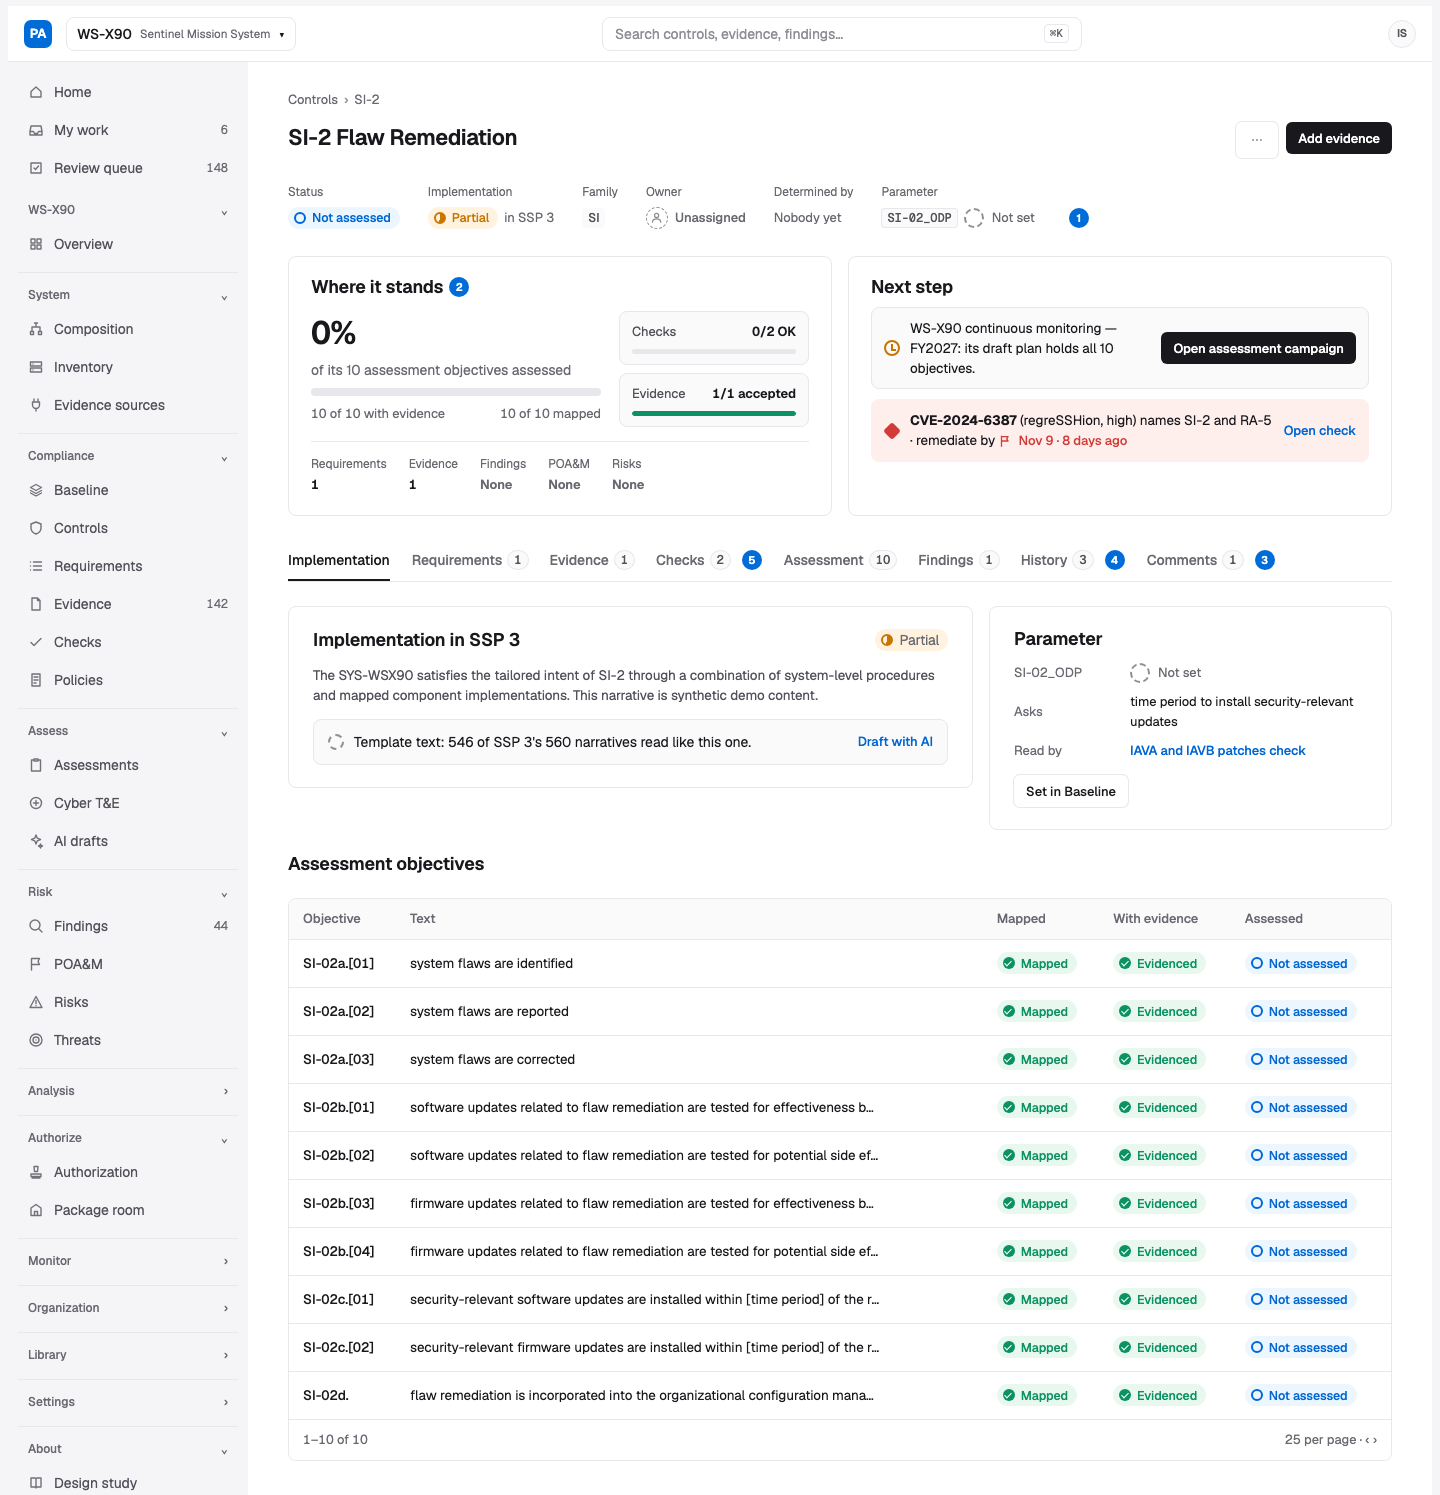 PA
WS-X90 Sentinel Mission System ▾
Search controls, evidence, findings… ⌘K
IS
Home
My work 6
Review queue 148
WS-X90
Overview
System
Composition
Inventory
Evidence sources
Compliance
Baseline
Controls
Requirements
Evidence 142
Checks
Policies
Assess
Assessments
Cyber T&E
AI drafts
Risk
Findings 44
POA&M
Risks
Threats
Analysis ›
Authorize
Authorization
Package room
Monitor ›
Organization ›
Library ›
Settings ›
About
Design study
Controls › SI-2
SI-2 Flaw Remediation
···
Add evidence
Status Implementation Family Owner Determined by Parameter
Not assessed Partial in SSP 3 SI Unassigned Nobody yet SI-02_ODP Not set 1
Where it stands 2
0%
of its 10 assessment objectives assessed
10 of 10 with evidence 10 of 10 mapped
Checks 0/2 OK
Evidence 1/1 accepted
Requirements Evidence Findings POA&M Risks
1 1 None None None
Next step
WS-X90 continuous monitoring —
FY2027: its draft plan holds all 10
objectives.
Open assessment campaign
CVE-2024-6387 (regreSSHion, high) names SI-2 and RA-5
· remediate by Nov 9 · 8 days ago
Open check
Implementation Requirements 1 Evidence 1 Checks 2 5 Assessment 10 Findings 1 History 3 4 Comments 1 3
Implementation in SSP 3 Partial
The SYS-WSX90 satisfies the tailored intent of SI-2 through a combination of system-level procedures
and mapped component implementations. This narrative is synthetic demo content.
Template text: 546 of SSP 3's 560 narratives read like this one. Draft with AI
Parameter
SI-02_ODP Not set
Asks time period to install security-relevant
updates
Read by IAVA and IAVB patches check
Set in Baseline
Assessment objectives
Objective Text Mapped With evidence Assessed
SI-02a.[01] system flaws are identified Mapped Evidenced Not assessed
SI-02a.[02] system flaws are reported Mapped Evidenced Not assessed
SI-02a.[03] system flaws are corrected Mapped Evidenced Not assessed
SI-02b.[01] software updates related to flaw remediation are tested for effectiveness b… Mapped Evidenced Not assessed
SI-02b.[02] software updates related to flaw remediation are tested for potential side ef… Mapped Evidenced Not assessed
SI-02b.[03] firmware updates related to flaw remediation are tested for effectiveness b… Mapped Evidenced Not assessed
SI-02b.[04] firmware updates related to flaw remediation are tested for potential side ef… Mapped Evidenced Not assessed
SI-02c.[01] security-relevant software updates are installed within [time period] of the r… Mapped Evidenced Not assessed
SI-02c.[02] security-relevant firmware updates are installed within [time period] of the r… Mapped Evidenced Not assessed
SI-02d. flaw remediation is incorporated into the organizational configuration mana… Mapped Evidenced Not assessed
1–10 of 10 25 per page · ‹ ›